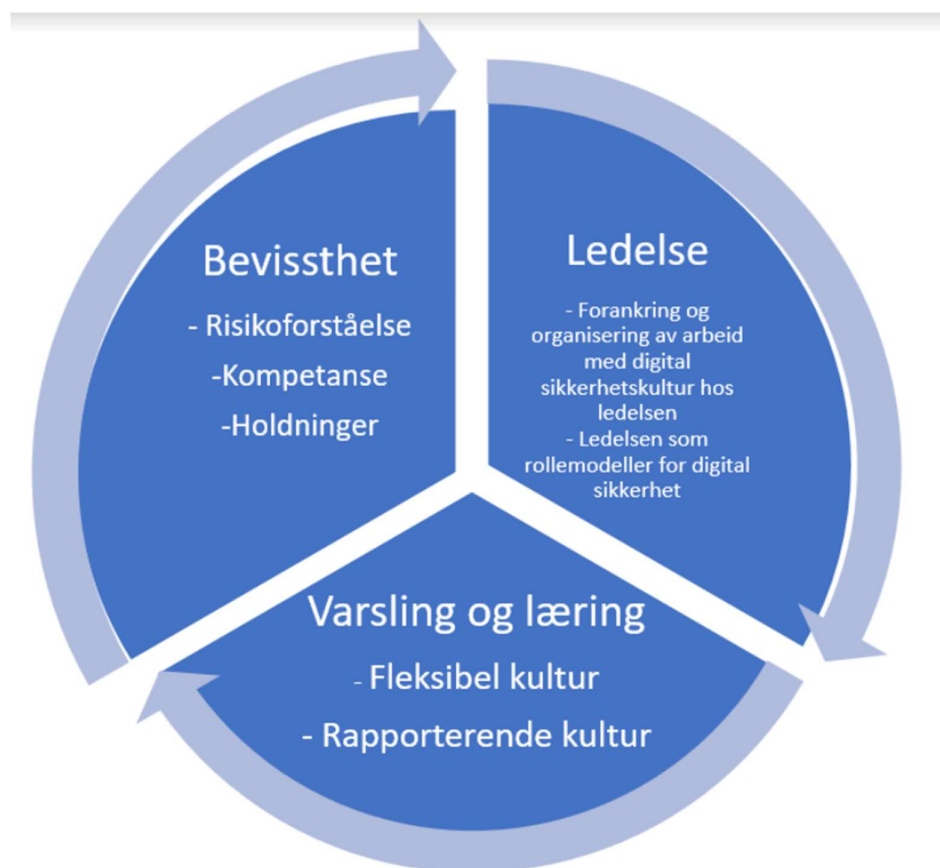 Bevissthet
- Risikoforståelse
-Kompetanse
-Holdninger
Ledelse
- Forankring og
organisering av arbeid
med digital
sikkerhetskultur hos
ledelsen
- Ledelsen som
rollemodeller for digital
sikkerhet
Varsling og læring
- Fleksibel kultur
- Rapporterende kultur